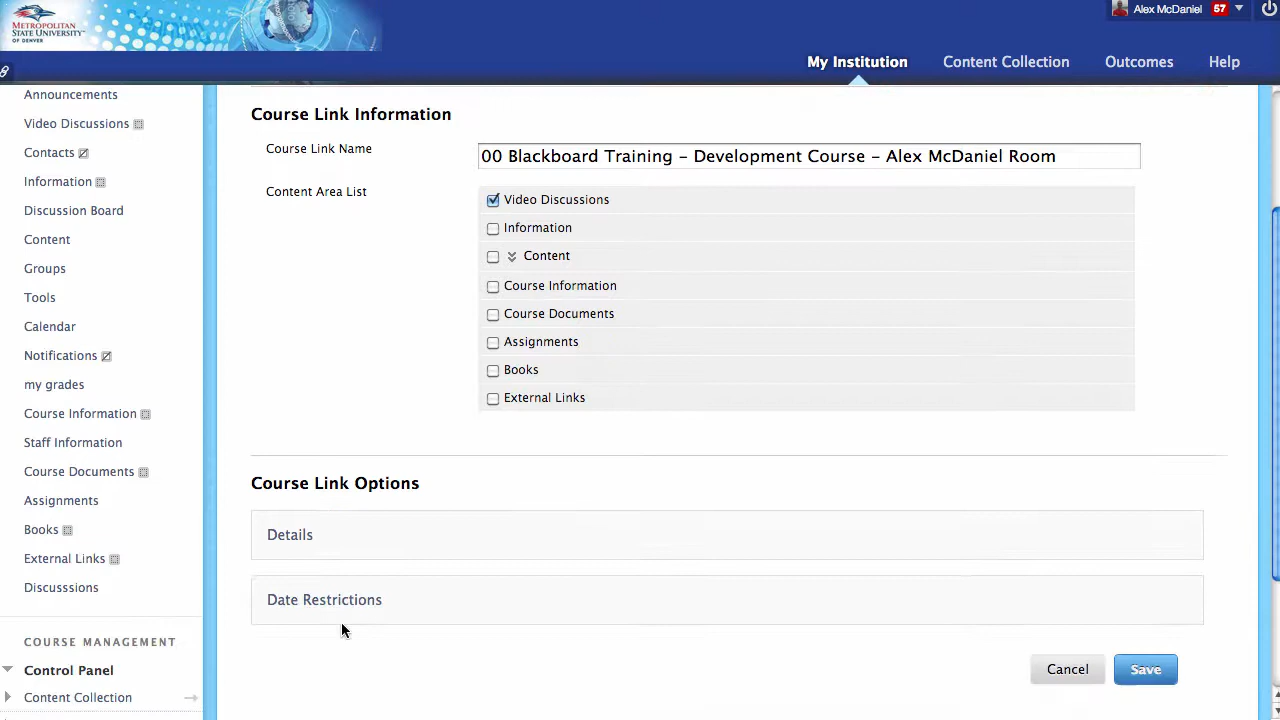 METROPOLITAN
STATE UNIVERSITY™
OF DENVER
Alex McDaniel 67
My Institution
Content Collection
Outcomes
Help
Announcements
Video Discussions
Contacts
Information
Discussion Board
Content
Groups
Tools
Calendar
Notifications
my grades
Course Information
Staff Information
Course Documents
Assignments
Books
External Links
Discusssions
COURSE MANAGEMENT
Control Panel
Content Collection
Course Link Information
Course Link Name
00 Blackboard Training – Development Course – Alex McDaniel Room
Content Area List
Video Discussions
Information
Content
Course Information
Course Documents
Assignments
Books
External Links
Course Link Options
Details
Date Restrictions
Cancel
Save